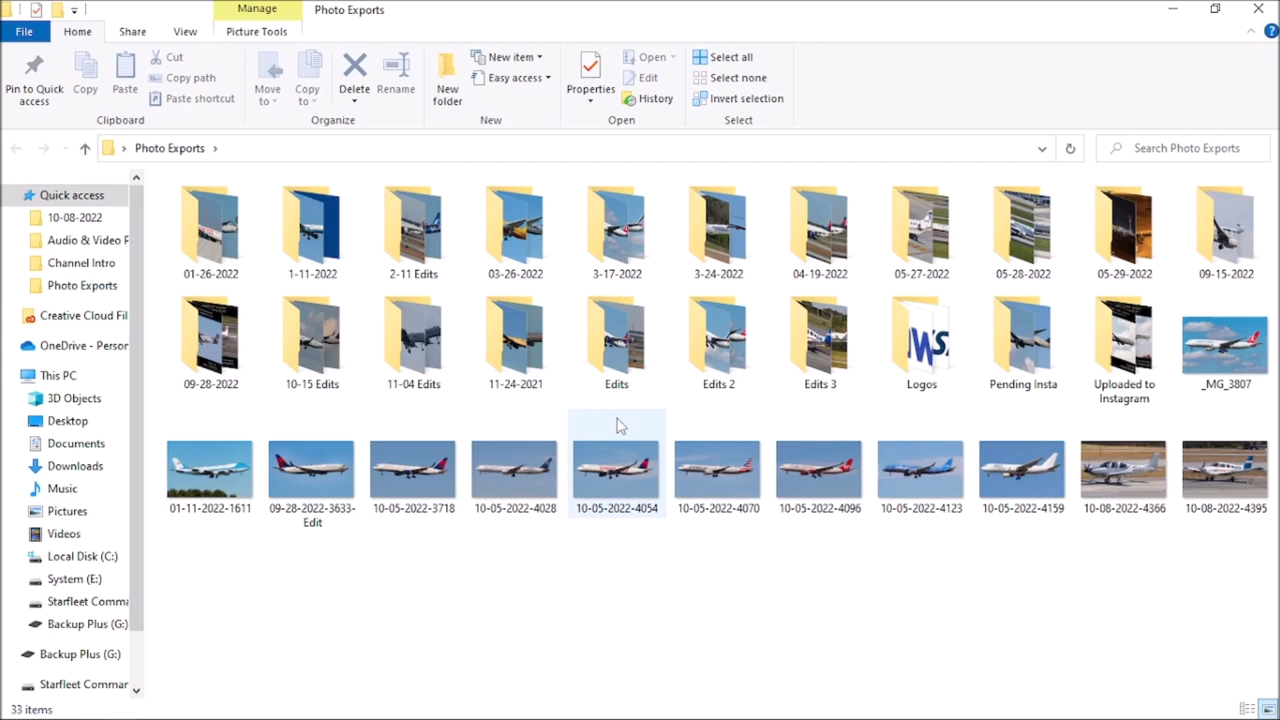 Manage
Photo Exports
File
Home
Share
View
Picture Tools
Pin to Quick
access
Copy
Paste
Cut
Copy path
Paste shortcut
Clipboard
Move
to
Copy
to
Delete
Rename
Organize
New
folder
New item
Easy access
New
Properties
Open
Edit
History
Open
Select all
Select none
Invert selection
Select
Photo Exports
Search Photo Exports
Quick access
10-08-2022
Audio & Video P
Channel Intro
Photo Exports
Creative Cloud Fil
OneDrive - Person
This PC
3D Objects
Desktop
Documents
Downloads
Music
Pictures
Videos
Local Disk (C:)
System (E:)
Starfleet Comma
Backup Plus (G:)
Backup Plus (G:)
Starfleet Commar
01-26-2022
1-11-2022
2-11 Edits
03-26-2022
3-17-2022
3-24-2022
04-19-2022
05-27-2022
05-28-2022
05-29-2022
09-15-2022
09-28-2022
10-15 Edits
11-04 Edits
11-24-2021
Edits
Edits 2
Edits 3
Logos
Pending Insta
Uploaded to
Instagram
_MG_3807
01-11-2022-1611
09-28-2022-3633-
Edit
10-05-2022-3718
10-05-2022-4028
10-05-2022-4054
10-05-2022-4070
10-05-2022-4096
10-05-2022-4123
10-05-2022-4159
10-08-2022-4366
10-08-2022-4395
33 items